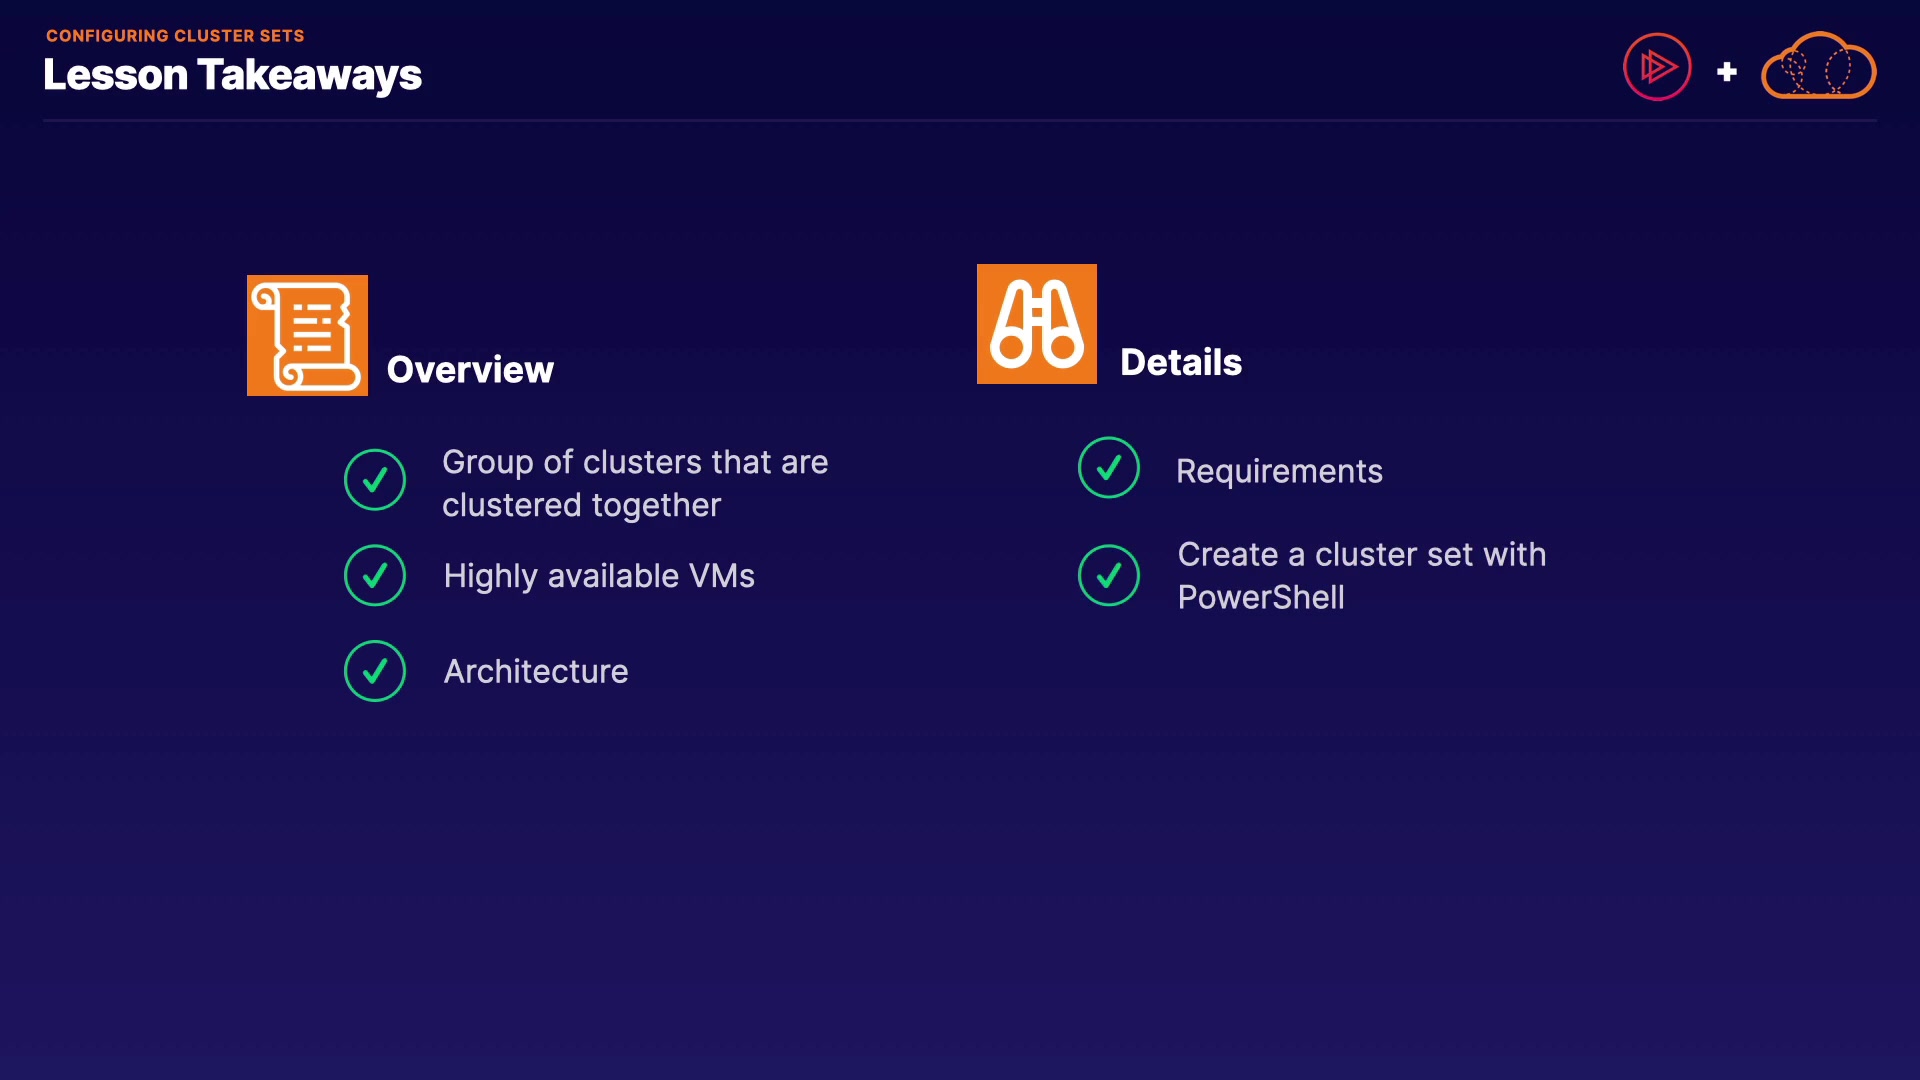 CONFIGURING CLUSTER SETS
Lesson Takeaways
+
Overview
Group of clusters that are
clustered together
Highly available VMs
Architecture
Details
Requirements
Create a cluster set with
PowerShell